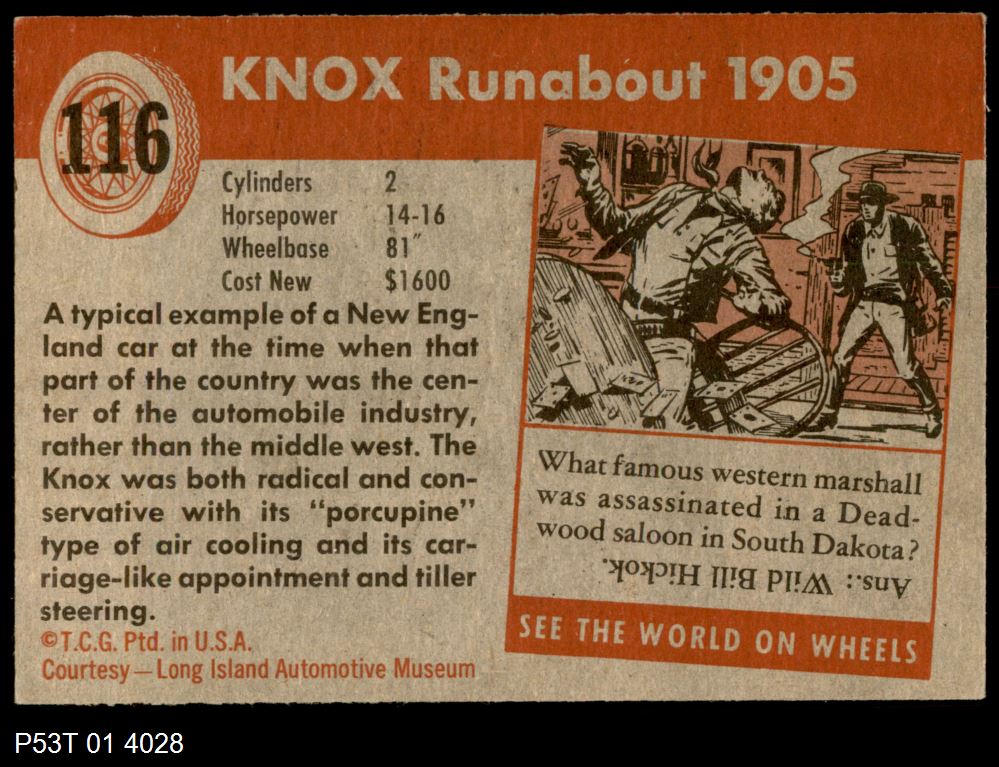 116
KNOX Runabout 1905
Cylinders 2
Horsepower 14-16
Wheelbase 81"
Cost New $1600
A typical example of a New Eng-
land car at the time when that
part of the country was the cen-
ter of the automobile industry,
rather than the middle west. The
Knox was both radical and con-
servative with its "porcupine"
type of air cooling and its car-
riage-like appointment and tiller
steering.
©T.C.G. Ptd. in U.S.A.
Courtesy—Long Island Automotive Museum
What famous western marshall
was assassinated in a Dead-
wood saloon in South Dakota?
Ans.: Wild Bill Hickok.
SEE THE WORLD ON WHEELS
P53T 01 4028